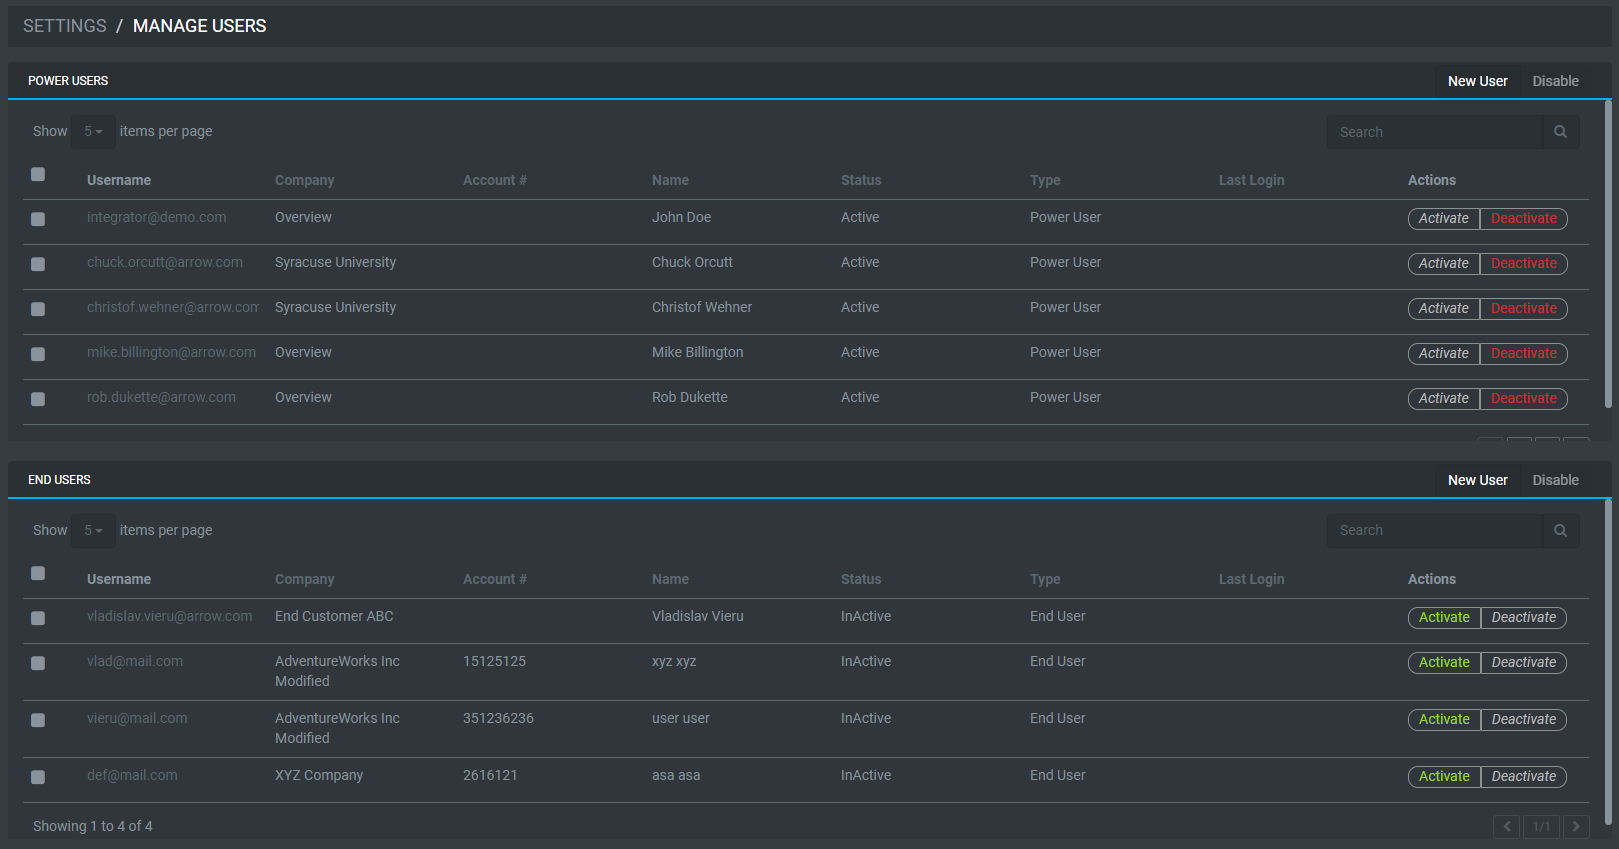 SETTINGS / MANAGE USERS
POWER USERS New User Disable
Show 5 items per page Search
Username Company Account # Name Status Type Last Login Actions
integrator@demo.com Overview John Doe Active Power User Activate Deactivate
chuck.orcutt@arrow.com Syracuse University Chuck Orcutt Active Power User Activate Deactivate
christof.wehner@arrow.com Syracuse University Christof Wehner Active Power User Activate Deactivate
mike.billington@arrow.com Overview Mike Billington Active Power User Activate Deactivate
rob.dukette@arrow.com Overview Rob Dukette Active Power User Activate Deactivate
END USERS New User Disable
Show 5 items per page Search
Username Company Account # Name Status Type Last Login Actions
vladislav.vieru@arrow.com End Customer ABC Vladislav Vieru InActive End User Activate Deactivate
vlad@mail.com AdventureWorks Inc 15125125 xyz xyz InActive End User Activate Deactivate
Modified
vieru@mail.com AdventureWorks Inc 351236236 user user InActive End User Activate Deactivate
Modified
def@mail.com XYZ Company 2616121 asa asa InActive End User Activate Deactivate
Showing 1 to 4 of 4 1/1